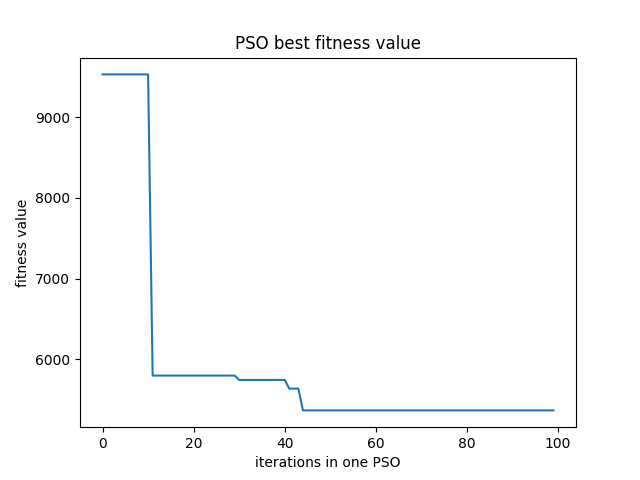 PSO best fitness value
fitness value
9000
8000
7000
6000
0 20 40 60 80 100
iterations in one PSO